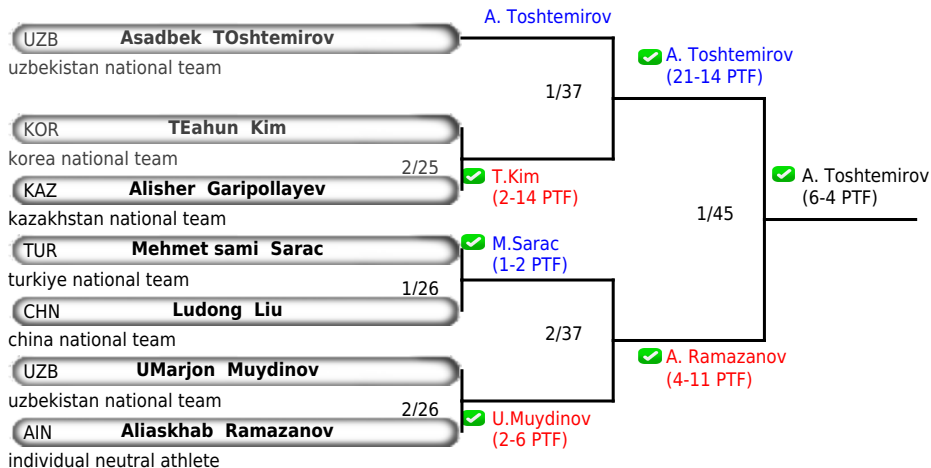 A. Toshtemirov
UZB Asadbek TOshtemirov
uzbekistan national team
A. Toshtemirov
(21-14 PTF)
1/37
KOR TEahun Kim
korea national team
2/25
T.Kim
(2-14 PTF)
KAZ Alisher Garipollayev
kazakhstan national team
A. Toshtemirov
(6-4 PTF)
1/45
TUR Mehmet sami Sarac
turkiye national team
M.Sarac
(1-2 PTF)
1/26
CHN Ludong Liu
china national team
2/37
A. Ramazanov
(4-11 PTF)
UZB UMarjon Muydinov
uzbekistan national team
2/26
U.Muydinov
(2-6 PTF)
AIN Aliaskhab Ramazanov
individual neutral athlete